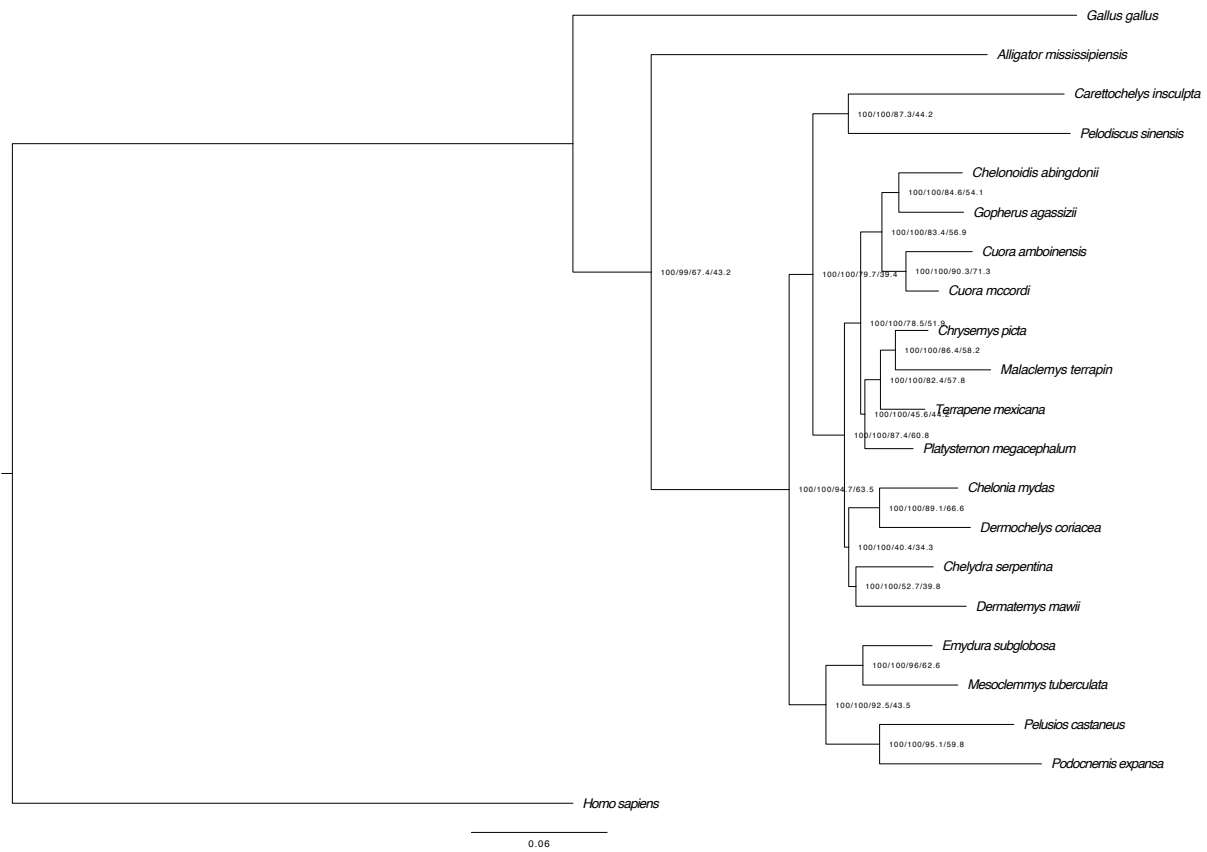 Gallus gallus
Alligator mississipiensis
Carettochelys insculpta
100/100/87.3/44.2
Pelodiscus sinensis
Chelonoidis abingdonii
100/100/84.6/54.1
Gopherus agassizii
100/100/83.4/56.9
Cuora amboinensis
100/99/67.4/43.2
100/100/79.7/39.4
100/100/90.3/71.3
Cuora mccordi
100/100/78.5/51.9
Chrysemys picta
100/100/86.4/58.2
Malaclemys terrapin
100/100/82.4/57.8
Terrapene mexicana
100/100/45.6/44.2
100/100/87.4/60.8
Platysternon megacephalum
Chelonia mydas
100/100/94.7/63.5
100/100/89.1/66.6
Dermochelys coriacea
100/100/40.4/34.3
Chelydra serpentina
100/100/52.7/39.8
Dermatemys mawii
Emydura subglobosa
100/100/96/62.6
Mesoclemmys tuberculata
100/100/92.5/43.5
Pelusios castaneus
100/100/95.1/59.8
Podocnemis expansa
Homo sapiens
0.06